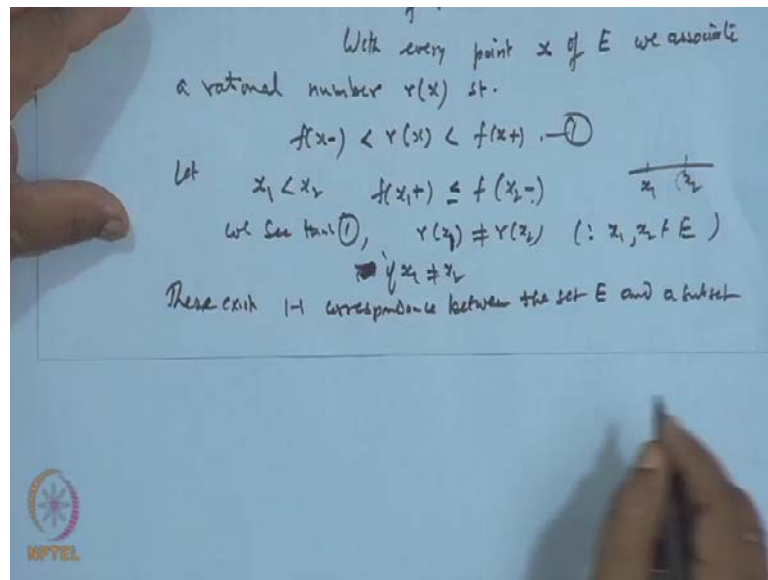 With every point x of E we associate
a rational number r(x) st.
f(x-) < r(x) < f(x+) . —①
Let x₁ < x₂ f(x₁+) ≤ f(x₂-)
x₁ x₂
we see that ①, r(x₁) ≠ r(x₂) (∵ x₁, x₂ ∈ E)
if x₁ ≠ x₂
There exist 1-1 correspondence between the set E and a subset
NPTEL